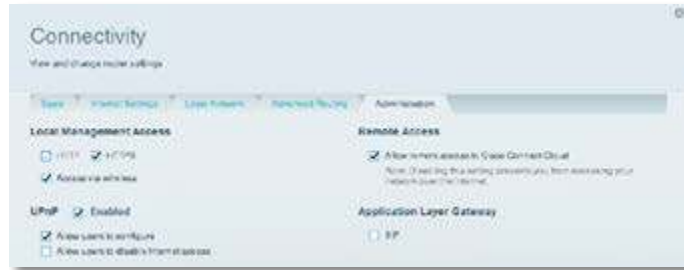 Connectivity
View and change router settings
Basic Internet Settings Local Network Advanced Routing Administration
Local Management Access
HTTP HTTPS
Access via wireless
UPnP Enabled
Allow users to configure
Allow users to disable Internet access
Remote Access
Allow remote access to Cisco Connect Cloud
Note: Disabling this setting prevents you from accessing your
network over the Internet.
Application Layer Gateway
SIP